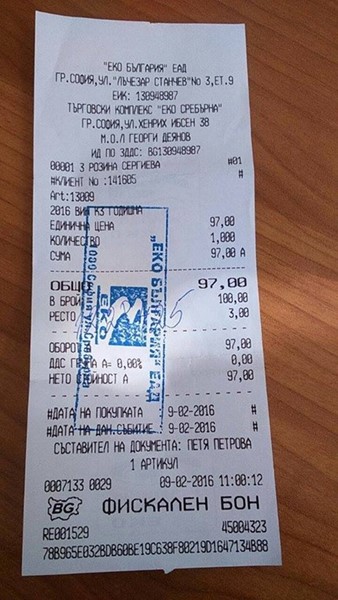 "ЕКО БЪЛГАРИЯ" ЕАД
ГР.СОФИЯ,УЛ."ЛЪЧЕЗАР СТАНЧЕВ"No 3,ЕТ.9
ЕИК: 130948987
ТЪРГОВСКИ КОМПЛЕКС "ЕКО СРЕБЪРНА"
ГР.СОФИЯ,УЛ.ХЕНРИХ ИБСЕН 38
М.О.Л ГЕОРГИ ДЕЯНОВ
ИД ПО ЗДДС: BG130948987
00001 3 РОЗИНА СЕРГИЕВА #01
#КЛИЕНТ No :141605 #
Art:13009
2016 ВИН К3 ГОДИШНА
ЕДИНИЧНА ЦЕНА 97,00
КОЛИЧЕСТВО 1,000
СУМА 97,00 А
ОБЩО 97,00
В БРОЙ 100,00
РЕСТО 3,00
ОБОРОТ 97,00
ДДС ГРУПА А= 0,00% 0,00
НЕТО СТОЙНОСТ А 97,00
#ДАТА НА ПОКУПКАТА 9-02-2016 #
#ДАТА НА ДАН.СЪБИТИЕ 9-02-2016 #
СЪСТАВИТЕЛ НА ДОКУМЕНТА: ПЕТЯ ПЕТРОВА
1 АРТИКУЛ
0007133 0029 09-02-2016 11:00:12
BG ФИСКАЛЕН БОН
RE001529 45004323
78B965E032BDB60BE19C638F80219D1647134B88
"ЕКО БЪЛГАРИЯ" ЕАД
ЕКО